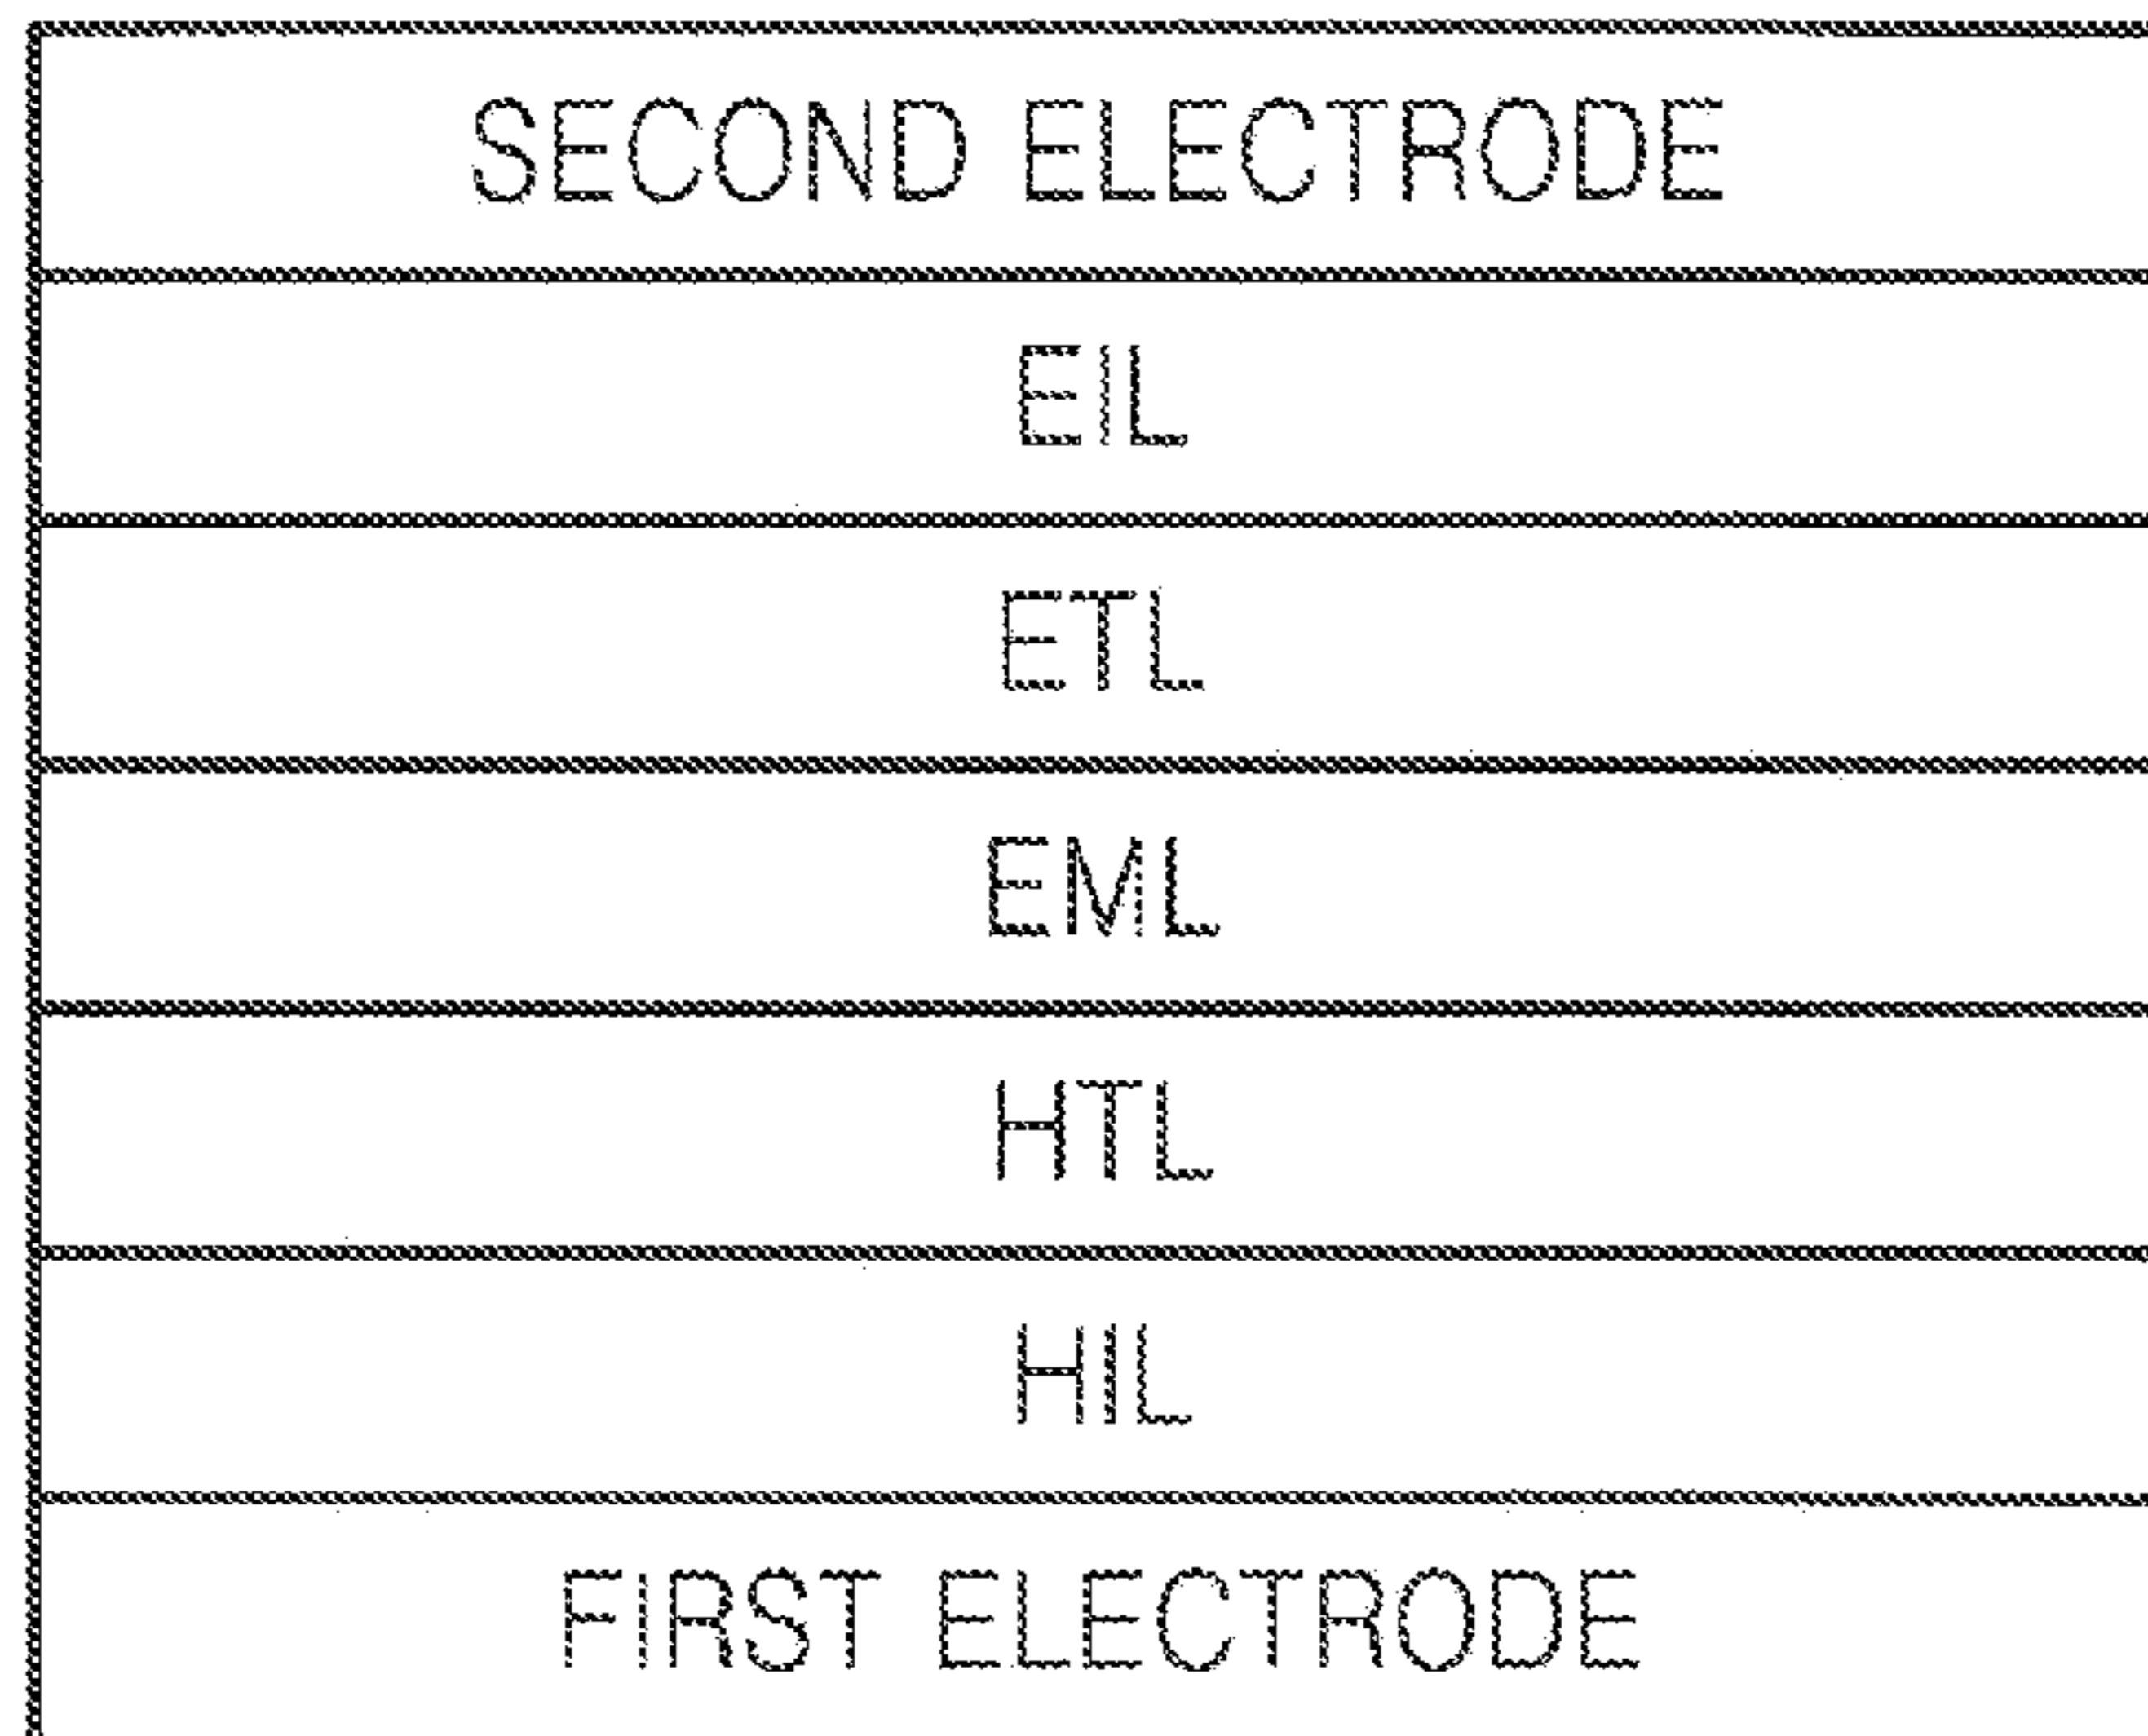 SECOND ELECTRODE
EIL
ETL
EML
HTL
HIL
FIRST ELECTRODE